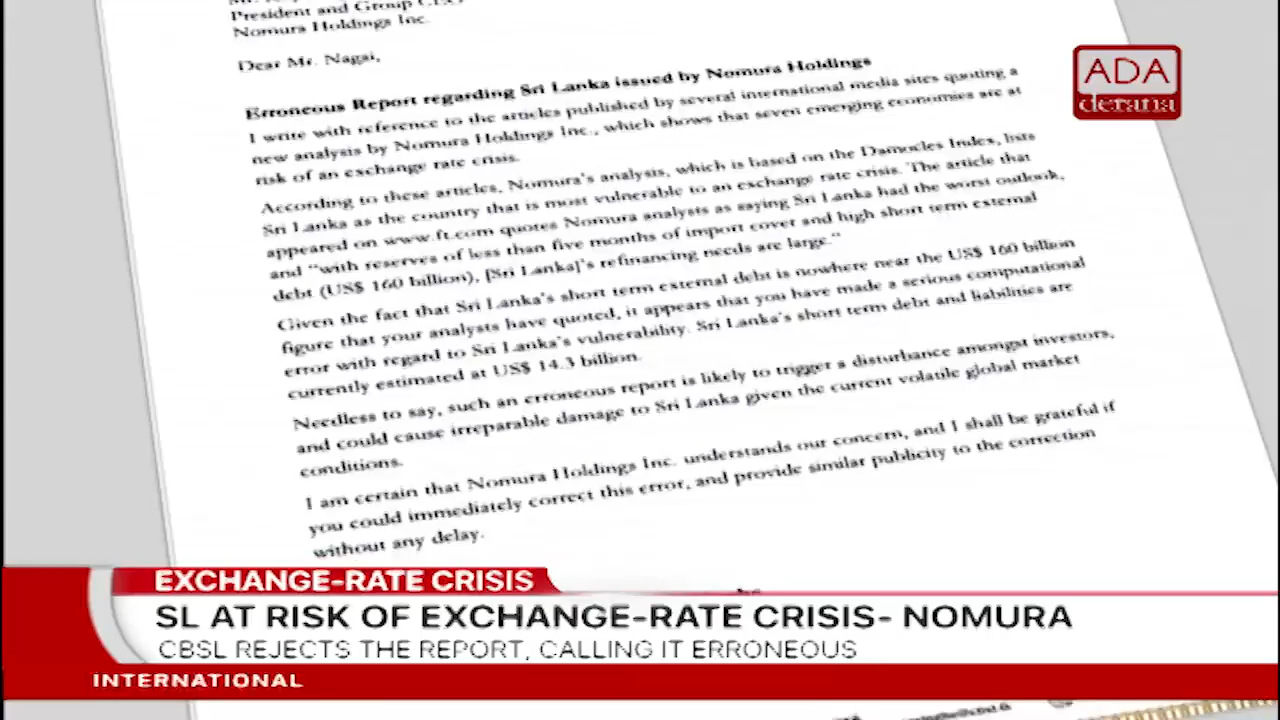 President and Group CEO
Nomura Holdings Inc.
Dear Mr. Nagai,
Erroneous Report regarding Sri Lanka issued by Nomura Holdings
I write with reference to the articles published by several international media sites quoting a
new analysis by Nomura Holdings Inc., which shows that seven emerging economies are at
risk of an exchange rate crisis.
According to these articles, Nomura's analysis, which is based on the Damocles Index, lists
Sri Lanka as the country that is most vulnerable to an exchange rate crisis. The article that
appeared on www.ft.com quotes Nomura analysts as saying Sri Lanka had the worst outlook,
and "with reserves of less than five months of import cover and high short term external
debt (US$ 160 billion), [Sri Lanka]'s refinancing needs are large."
Given the fact that Sri Lanka's short term external debt is nowhere near the US$ 160 billion
figure that your analysts have quoted, it appears that you have made a serious computational
error with regard to Sri Lanka's vulnerability. Sri Lanka's short term debt and liabilities are
currently estimated at US$ 14.3 billion.
Needless to say, such an erroneous report is likely to trigger a disturbance amongst investors,
and could cause irreparable damage to Sri Lanka given the current volatile global market
conditions.
I am certain that Nomura Holdings Inc. understands our concern, and I shall be grateful if
you could immediately correct this error, and provide similar publicity to the correction
without any delay.
ADA
derana
EXCHANGE-RATE CRISIS
SL AT RISK OF EXCHANGE-RATE CRISIS- NOMURA
CBSL REJECTS THE REPORT, CALLING IT ERRONEOUS
INTERNATIONAL